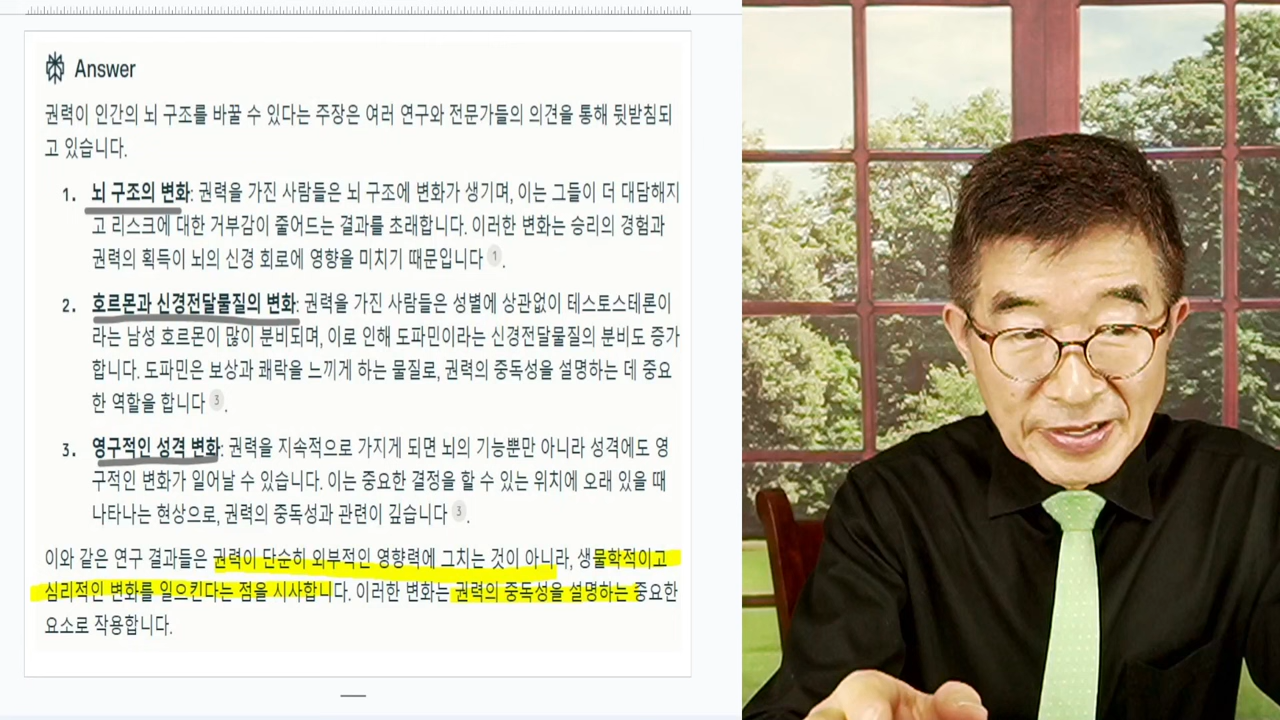 Answer
권력이 인간의 뇌 구조를 바꿀 수 있다는 주장은 여러 연구와 전문가들의 의견을 통해 뒷받침되
고 있습니다.
1. 뇌 구조의 변화: 권력을 가진 사람들은 뇌 구조에 변화가 생기며, 이는 그들이 더 대담해지
고 리스크에 대한 거부감이 줄어드는 결과를 초래합니다. 이러한 변화는 승리의 경험과
권력의 획득이 뇌의 신경 회로에 영향을 미치기 때문입니다 1.
2. 호르몬과 신경전달물질의 변화: 권력을 가진 사람들은 성별에 상관없이 테스토스테론이
라는 남성 호르몬이 많이 분비되며, 이로 인해 도파민이라는 신경전달물질의 분비도 증가
합니다. 도파민은 보상과 쾌락을 느끼게 하는 물질로, 권력의 중독성을 설명하는 데 중요
한 역할을 합니다 3.
3. 영구적인 성격 변화: 권력을 지속적으로 가지게 되면 뇌의 기능뿐만 아니라 성격에도 영
구적인 변화가 일어날 수 있습니다. 이는 중요한 결정을 할 수 있는 위치에 오래 있을 때
나타나는 현상으로, 권력의 중독성과 관련이 깊습니다 3.
이와 같은 연구 결과들은 권력이 단순히 외부적인 영향력에 그치는 것이 아니라, 생물학적이고
심리적인 변화를 일으킨다는 점을 시사합니다. 이러한 변화는 권력의 중독성을 설명하는 중요한
요소로 작용합니다.